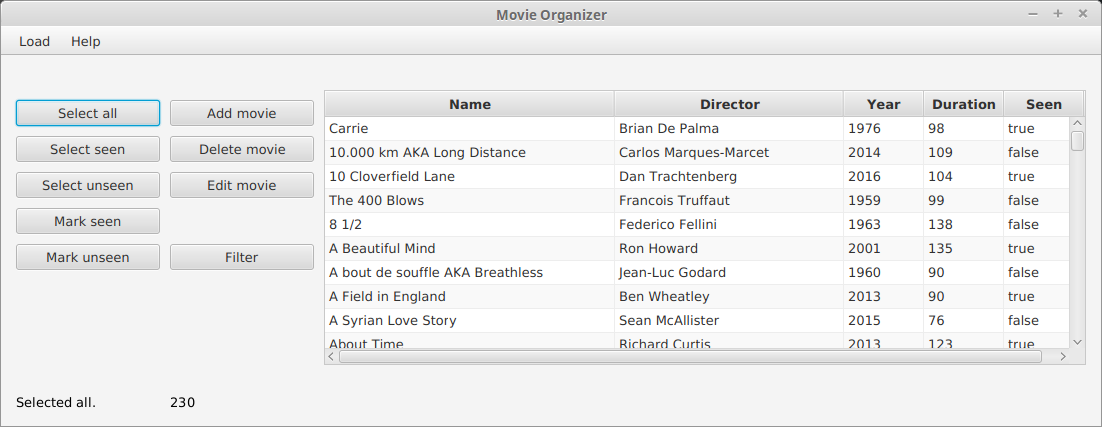 Movie Organizer
Load Help
Select all Add movie
Select seen Delete movie
Select unseen Edit movie
Mark seen
Mark unseen Filter
Name Director Year Duration Seen
Carrie Brian De Palma 1976 98 true
10.000 km AKA Long Distance Carlos Marques-Marcet 2014 109 false
10 Cloverfield Lane Dan Trachtenberg 2016 104 true
The 400 Blows Francois Truffaut 1959 99 false
8 1/2 Federico Fellini 1963 138 false
A Beautiful Mind Ron Howard 2001 135 true
A bout de souffle AKA Breathless Jean-Luc Godard 1960 90 false
A Field in England Ben Wheatley 2013 90 true
A Syrian Love Story Sean McAllister 2015 76 false
About Time Richard Curtis 2013 123 true
Selected all. 230